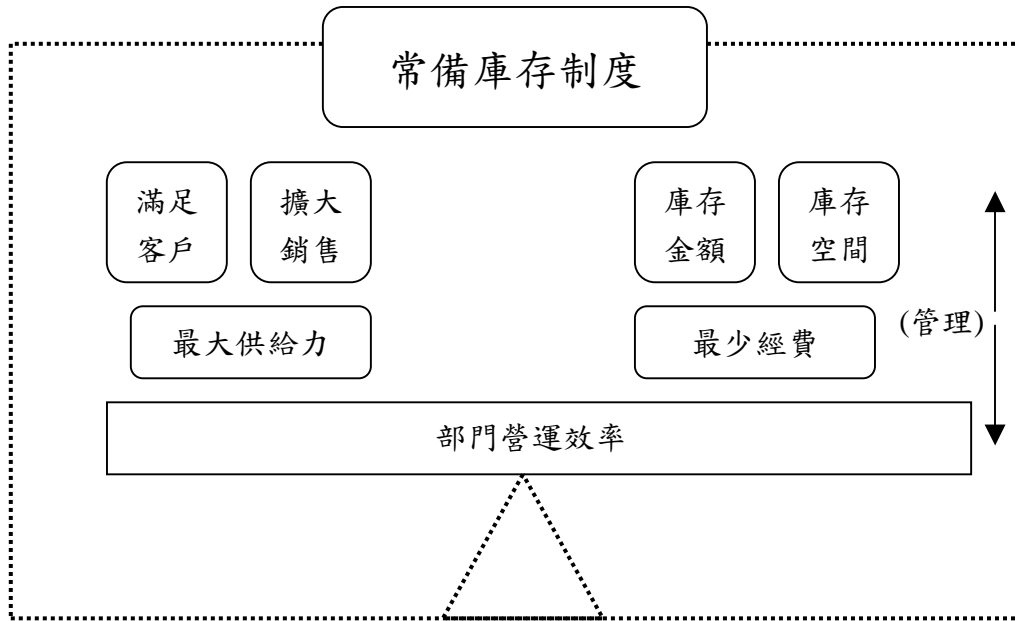 常備庫存制度
滿足
客戶
擴大
銷售
庫存
金額
庫存
空間
最大供給力
最少經費
(管理)
部門營運效率